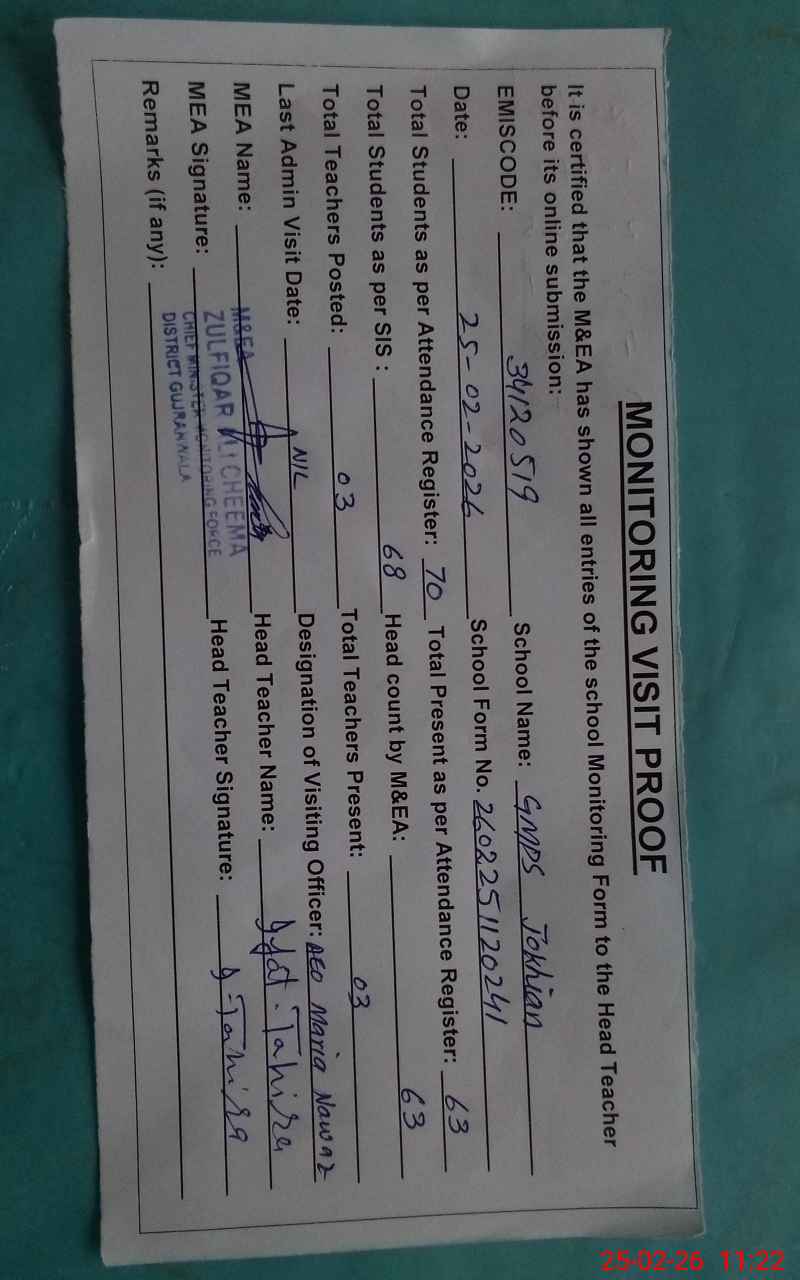 MONITORING VISIT PROOF
It is certified that the M&EA has shown all entries of the school Monitoring Form to the Head Teacher
before its online submission:
EMISCODE: 34120519 School Name: GMPS Jokhian
Date: 25-02-2026 School Form No. 2602251120241
Total Students as per Attendance Register: 70 Total Present as per Attendance Register: 63
Total Students as per SIS : 68 Head count by M&EA: 63
Total Teachers Posted: 03 Total Teachers Present: 03
Last Admin Visit Date: NIL Designation of Visiting Officer: AEO Maria Nawaz
MEA Name: Head Teacher Name: Iffat. Tahira
MEA Signature: Head Teacher Signature: I-Tahira
Remarks (if any):
M&EA
ZULFIQAR ALI CHEEMA
CHIEF MINISTER MONITORING FORCE
DISTRICT GUJRANWALA
25-02-26 11:22